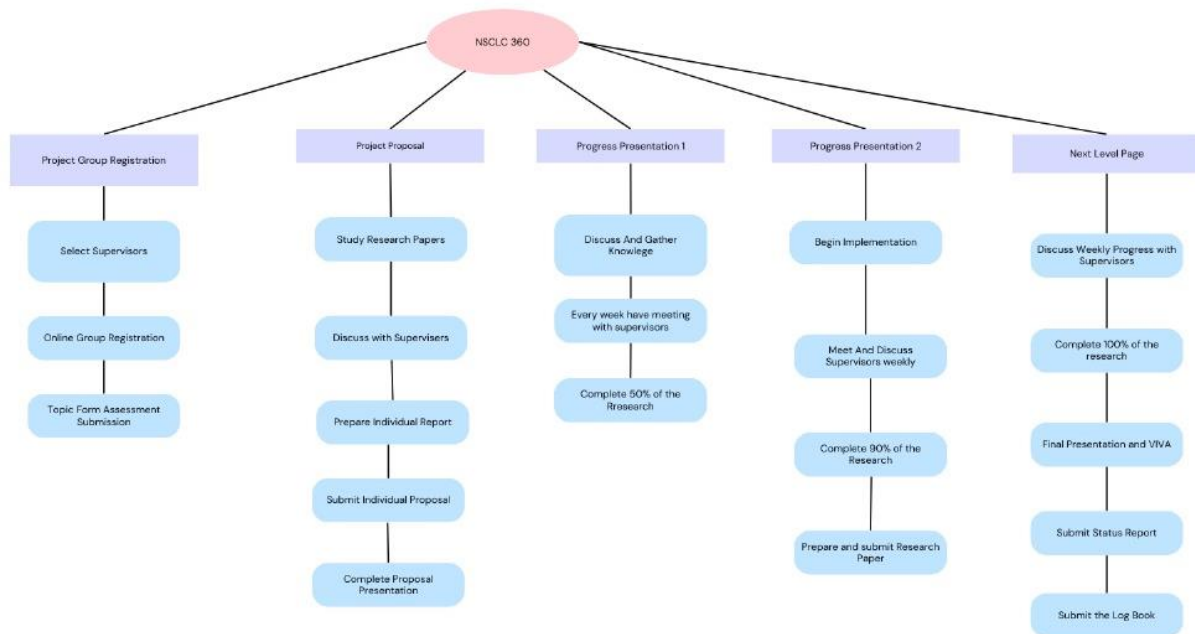 NSCLC 360
Project Group Registration
Select Supervisors
Online Group Registration
Topic Form Assessment
Submission
Project Proposal
Study Research Papers
Discuss with Supervisers
Prepare Individual Report
Submit Individual Proposal
Complete Proposal
Presentation
Progress Presentation 1
Discuss And Gather
Knowlege
Every week have meeting
with supervisors
Complete 50% of the
Rresearch
Progress Presentation 2
Begin Implementation
Meet And Discuss
Supervisors weekly
Complete 90% of the
Research
Prepare and submit Research
Paper
Next Level Page
Discuss Weekly Progress with
Supervisors
Complete 100% of the
research
Final Presentation and VIVA
Submit Status Report
Submit the Log Book